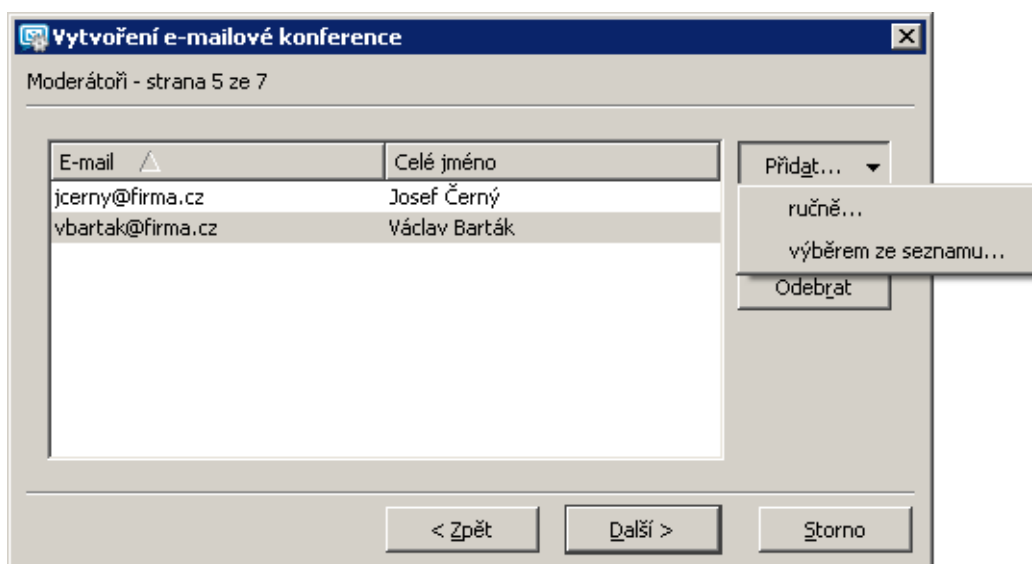 Vytvoření e-mailové konference
Moderátoři - strana 5 ze 7
E-mail Celé jméno
jcerny@firma.cz Josef Černý
vbartak@firma.cz Václav Barták
Přidat...
ručně...
výběrem ze seznamu...
Odebrat
< Zpět Další > Storno